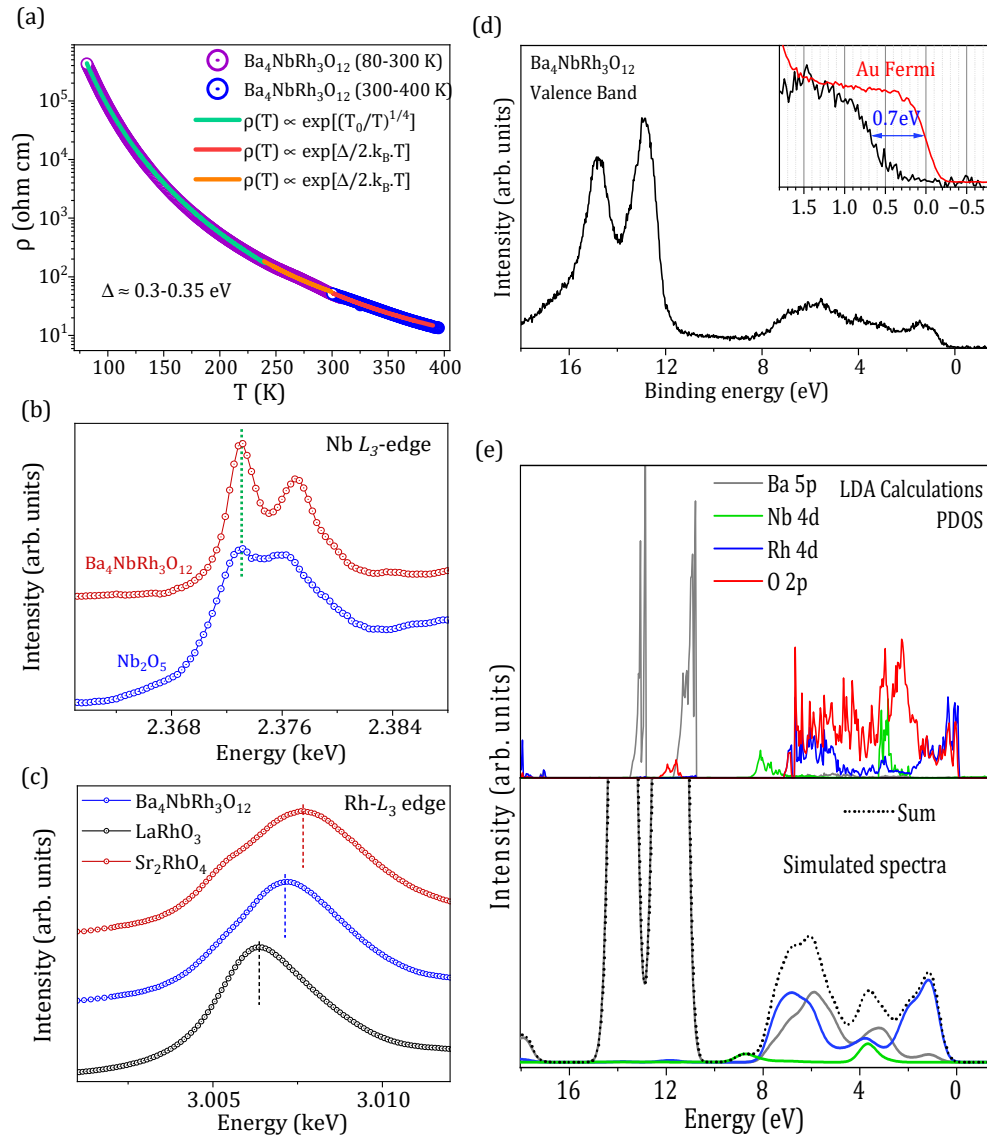 (a)
Ba₄NbRh₃O₁₂ (80-300 K)
Ba₄NbRh₃O₁₂ (300-400 K)
ρ(T) ∝ exp[(T₀/T)^1/4]
ρ(T) ∝ exp[Δ/2.k_B.T]
ρ(T) ∝ exp[Δ/2.k_B.T]
Δ ≈ 0.3-0.35 eV
ρ (ohm cm)
10⁵
10⁴
10³
10²
10¹
100 150 200 250 300 350 400
T (K)
(b)
Nb L₃-edge
Ba₄NbRh₃O₁₂
Nb₂O₅
Intensity (arb. units)
2.368 2.376 2.384
Energy (keV)
(c)
Ba₄NbRh₃O₁₂
LaRhO₃
Sr₂RhO₄
Rh-L₃ edge
Intensity (arb. units)
3.005 3.010
Energy (keV)
(d)
Ba₄NbRh₃O₁₂
Valence Band
Au Fermi
0.7eV
1.5 1.0 0.5 0.0 -0.5
Intensity (arb. units)
16 12 8 4 0
Binding energy (eV)
(e)
Ba 5p
Nb 4d
Rh 4d
O 2p
LDA Calculations
PDOS
Sum
Simulated spectra
Intensity (arb. units)
16 12 8 4 0
Energy (eV)